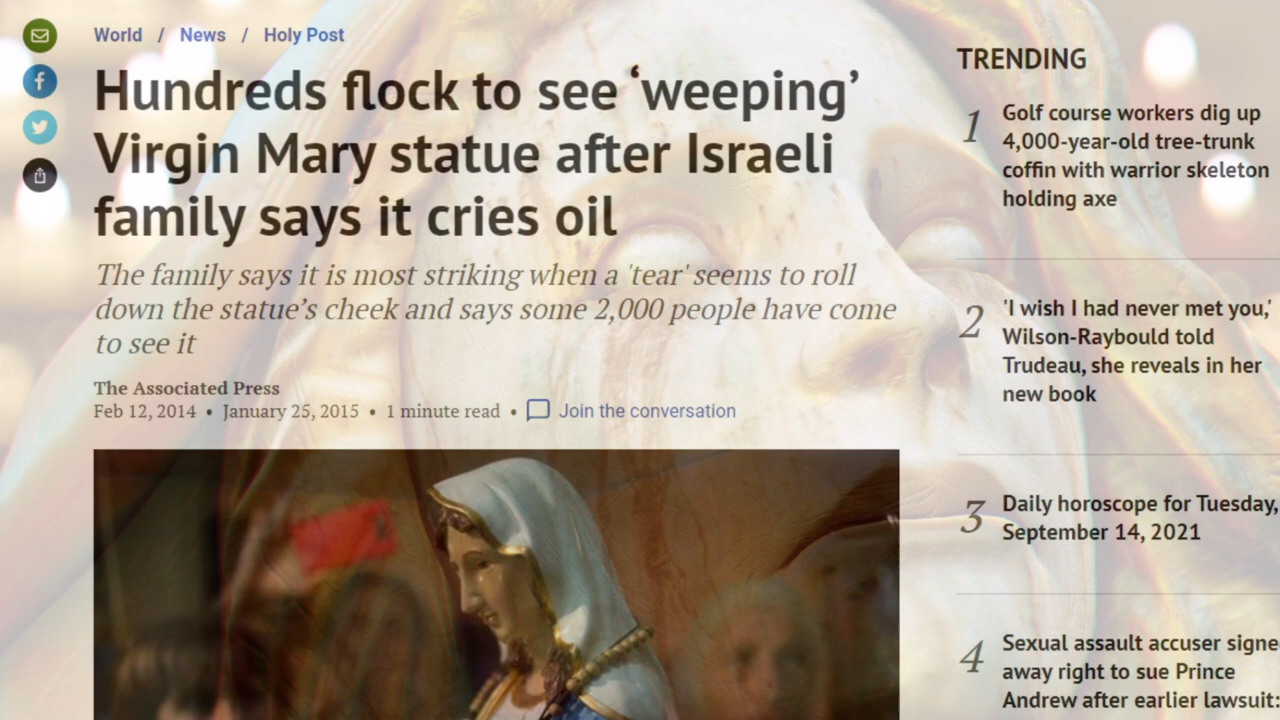 World / News / Holy Post
Hundreds flock to see ‘weeping’
Virgin Mary statue after Israeli
family says it cries oil
The family says it is most striking when a 'tear' seems to roll
down the statue’s cheek and says some 2,000 people have come
to see it
The Associated Press
Feb 12, 2014 • January 25, 2015 • 1 minute read • Join the conversation
TRENDING
1
Golf course workers dig up
4,000-year-old tree-trunk
coffin with warrior skeleton
holding axe
2
'I wish I had never met you,'
Wilson-Raybould told
Trudeau, she reveals in her
new book
3
Daily horoscope for Tuesday,
September 14, 2021
4
Sexual assault accuser signe
away right to sue Prince
Andrew after earlier lawsuit: